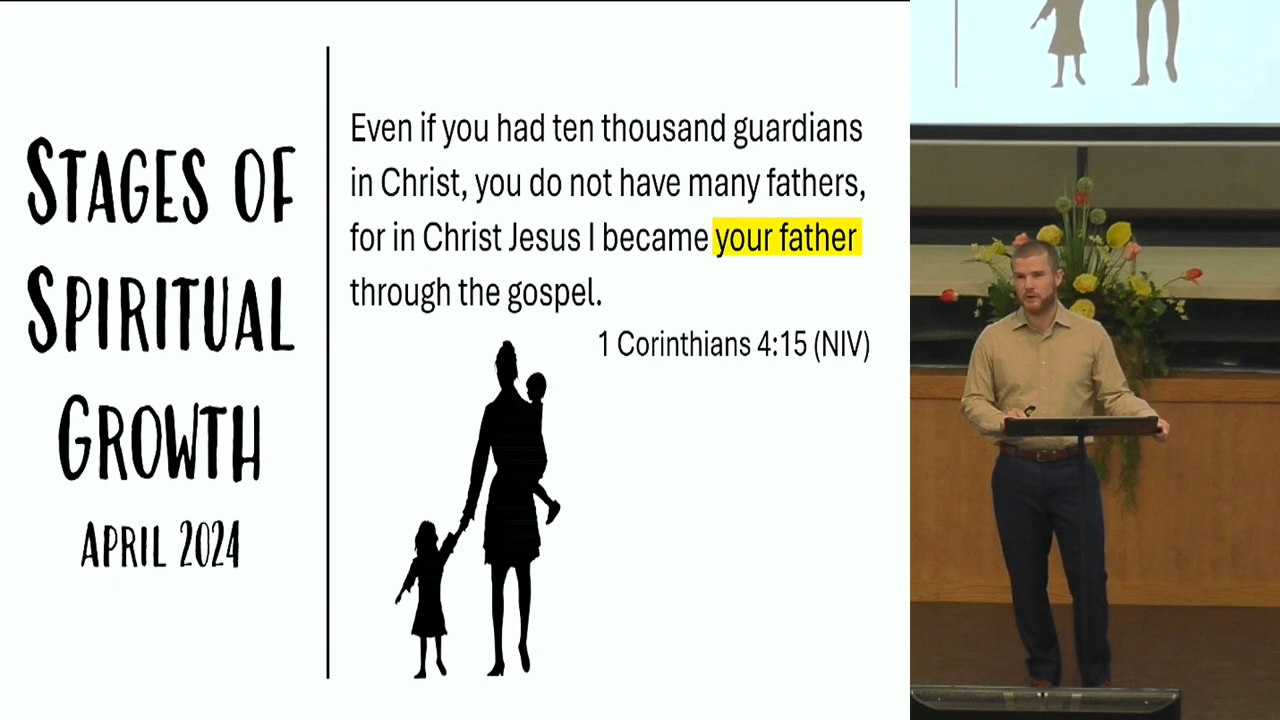 STAGES OF
SPIRITUAL
GROWTH
APRIL 2024
Even if you had ten thousand guardians
in Christ, you do not have many fathers,
for in Christ Jesus I became your father
through the gospel.
1 Corinthians 4:15 (NIV)